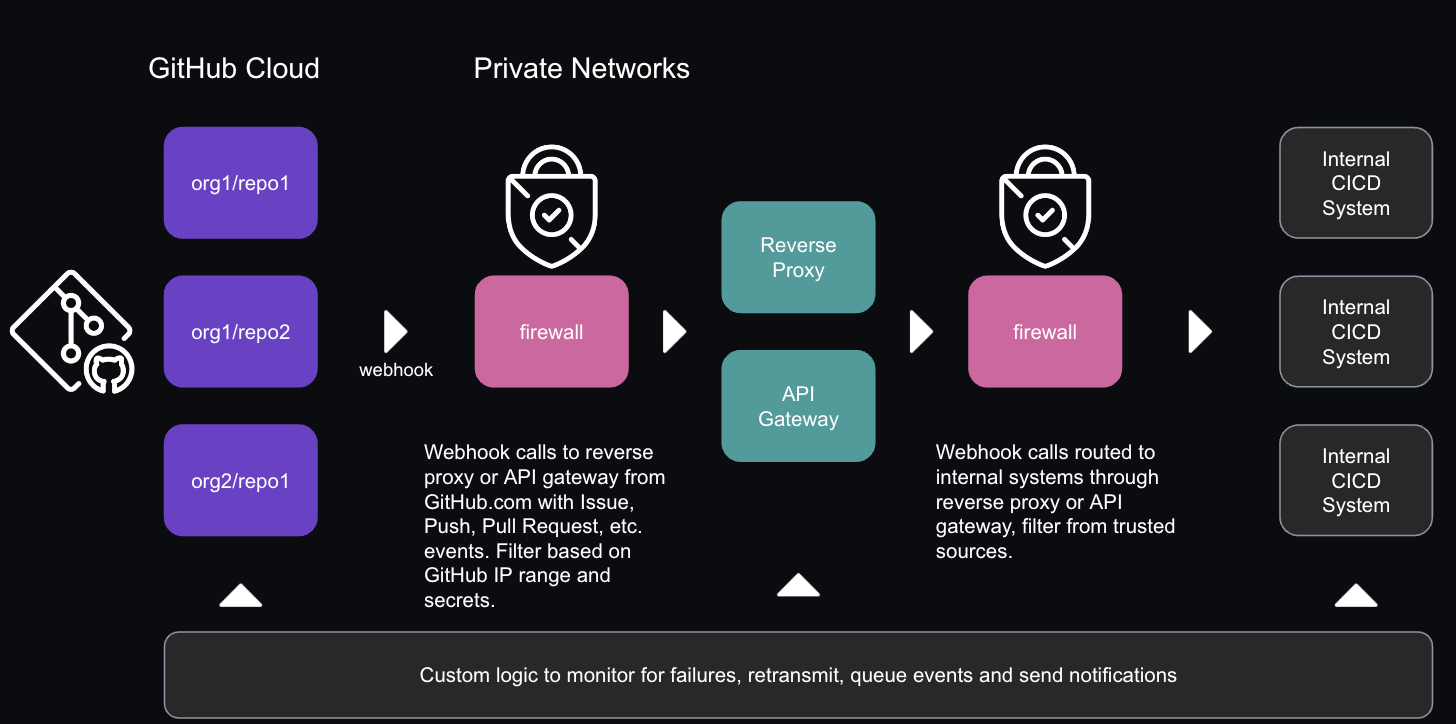 GitHub Cloud
Private Networks
org1/repo1
org1/repo2
org2/repo1
webhook
firewall
Webhook calls to reverse
proxy or API gateway from
GitHub.com with Issue,
Push, Pull Request, etc.
events. Filter based on
GitHub IP range and
secrets.
Reverse
Proxy
API
Gateway
firewall
Webhook calls routed to
internal systems through
reverse proxy or API
gateway, filter from trusted
sources.
Internal
CICD
System
Internal
CICD
System
Internal
CICD
System
Custom logic to monitor for failures, retransmit, queue events and send notifications